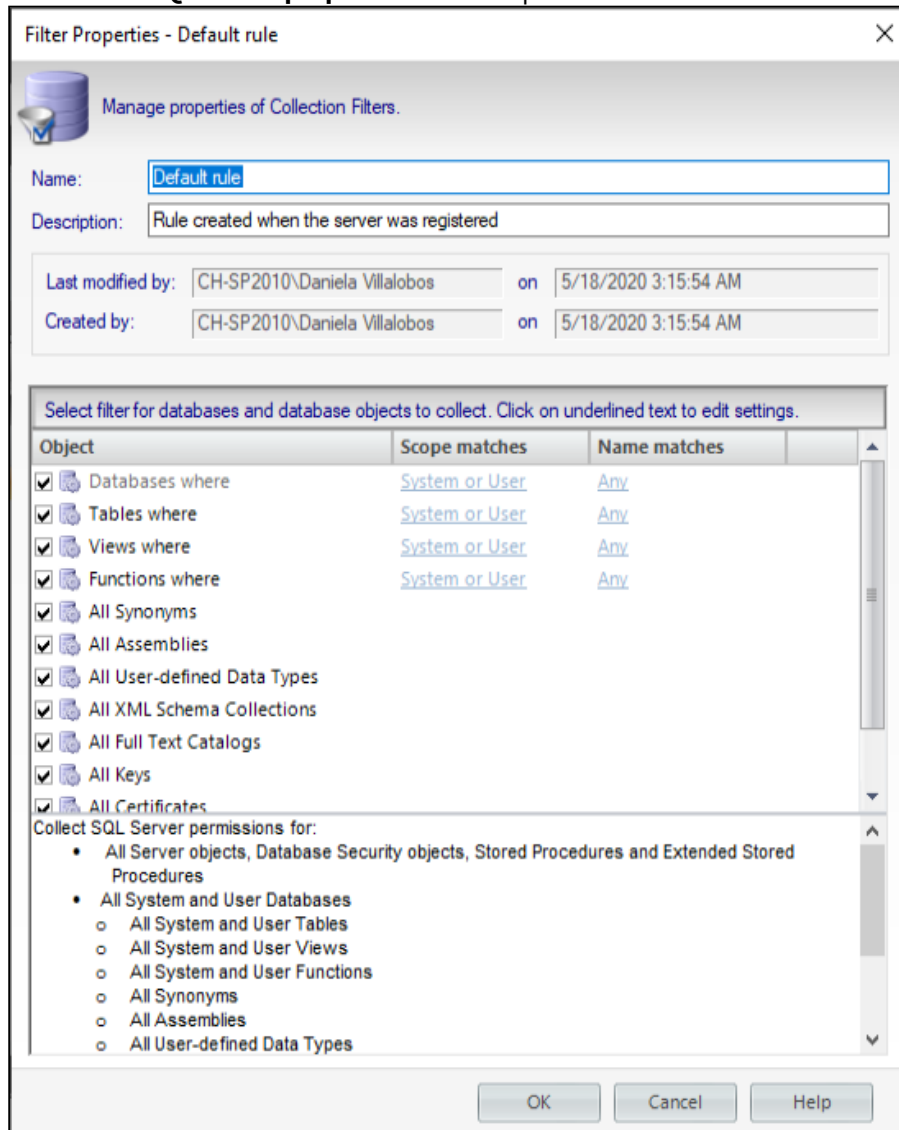 Filter Properties - Default rule
Manage properties of Collection Filters.
Name: Default rule
Description: Rule created when the server was registered
Last modified by: CH-SP2010\Daniela Villalobos on 5/18/2020 3:15:54 AM
Created by: CH-SP2010\Daniela Villalobos on 5/18/2020 3:15:54 AM
Select filter for databases and database objects to collect. Click on underlined text to edit settings.
Object Scope matches Name matches
Databases where System or User Any
Tables where System or User Any
Views where System or User Any
Functions where System or User Any
All Synonyms
All Assemblies
All User-defined Data Types
All XML Schema Collections
All Full Text Catalogs
All Keys
All Certificates
Collect SQL Server permissions for:
• All Server objects, Database Security objects, Stored Procedures and Extended Stored
Procedures
• All System and User Databases
o All System and User Tables
o All System and User Views
o All System and User Functions
o All Synonyms
o All Assemblies
o All User-defined Data Types
OK Cancel Help